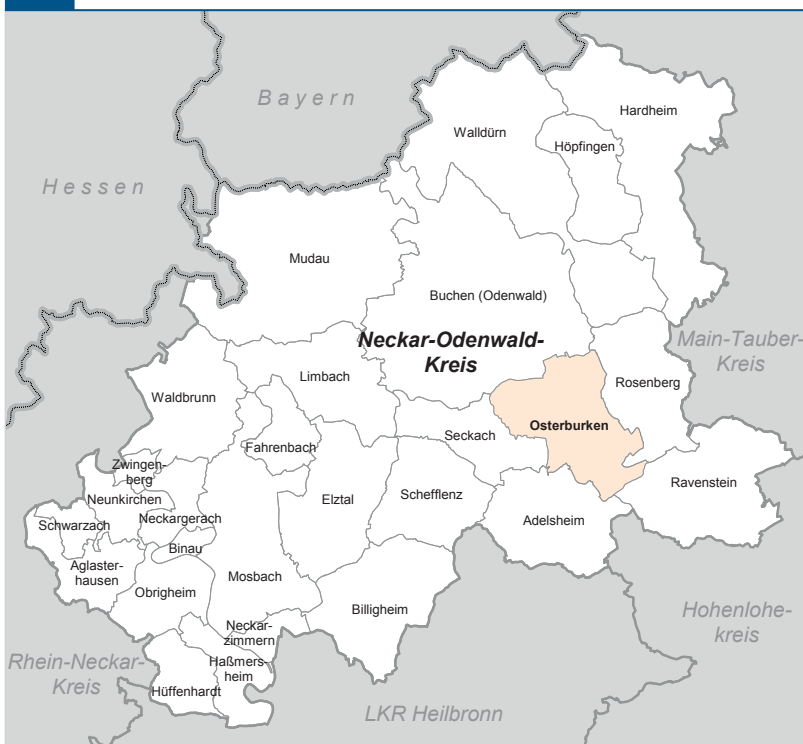 Bayern
Hardheim
Walldürn
Höpfingen
Hessen
Mudau
Buchen (Odenwald)
Neckar-Odenwald-
Kreis
Main-Tauber-
Kreis
Limbach
Rosenberg
Waldbrunn
Osterburken
Fahrenbach
Seckach
Zwingen-
berg
Ravenstein
Neunkirchen
Elztal
Schefflenz
Neckargerach
Adelsheim
Schwarzach
Binau
Aglaster-
hausen
Mosbach
Obrigheim
Billigheim
Hohenlohe-
kreis
Neckar-
zimmern
Rhein-Neckar-
Kreis
Haßmers-
heim
Hüffenhardt
LKR Heilbronn